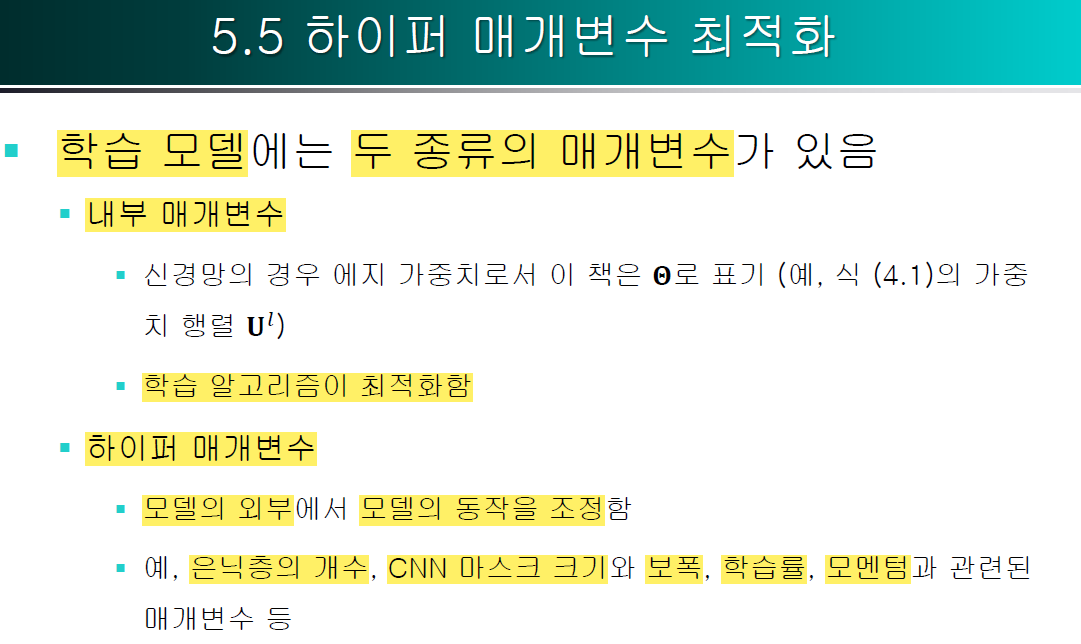 5.5 하이퍼 매개변수 최적화
▪ 학습 모델에는 두 종류의 매개변수가 있음
▪ 내부 매개변수
▪ 신경망의 경우 에지 가중치로서 이 책은 Θ로 표기 (예, 식 (4.1)의 가중
치 행렬 Uˡ)
▪ 학습 알고리즘이 최적화함
▪ 하이퍼 매개변수
▪ 모델의 외부에서 모델의 동작을 조정함
▪ 예, 은닉층의 개수, CNN 마스크 크기와 보폭, 학습률, 모멘텀과 관련된
매개변수 등